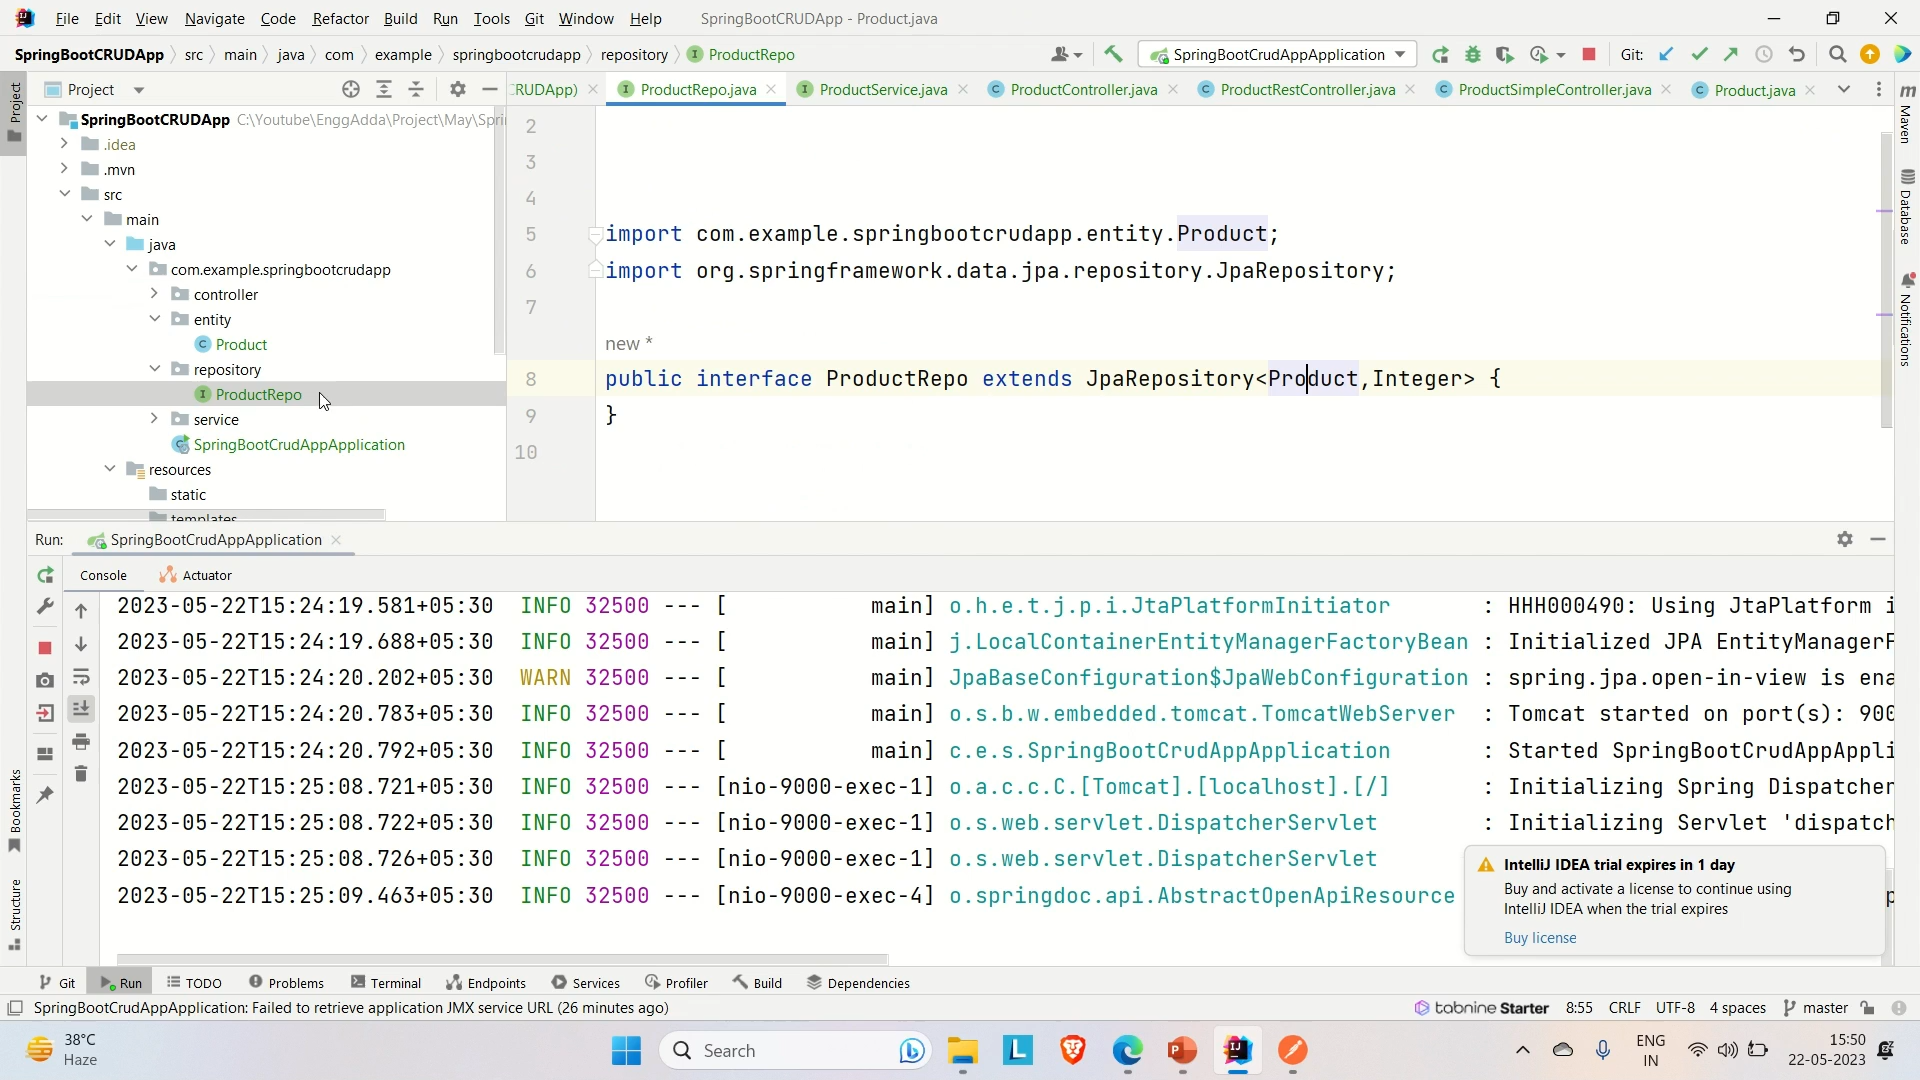 File Edit View Navigate Code Refactor Build Run Tools Git Window Help SpringBootCRUDApp - Product.java
SpringBootCRUDApp src main java com example springbootcrudapp repository ProductRepo SpringBootCrudAppApplication Git:
Project
CRUDApp) ProductRepo.java ProductService.java ProductController.java ProductRestController.java ProductSimpleController.java Product.java
Project
SpringBootCRUDApp C:\Youtube\EnggAdda\Project\May\Spri
.idea
.mvn
src
main
java
com.example.springbootcrudapp
controller
entity
Product
repository
ProductRepo
service
SpringBootCrudAppApplication
resources
static
templates
2
3
4
5 import com.example.springbootcrudapp.entity.Product;
6 import org.springframework.data.jpa.repository.JpaRepository;
7
new *
8 public interface ProductRepo extends JpaRepository<Product,Integer> {
9 }
10
Maven
Database
Notifications
Run: SpringBootCrudAppApplication
Console Actuator
2023-05-22T15:24:19.581+05:30 INFO 32500 --- [ main] o.h.e.t.j.p.i.JtaPlatformInitiator : HHH000490: Using JtaPlatform i
2023-05-22T15:24:19.688+05:30 INFO 32500 --- [ main] j.LocalContainerEntityManagerFactoryBean : Initialized JPA EntityManagerF
2023-05-22T15:24:20.202+05:30 WARN 32500 --- [ main] JpaBaseConfiguration$JpaWebConfiguration : spring.jpa.open-in-view is ena
2023-05-22T15:24:20.783+05:30 INFO 32500 --- [ main] o.s.b.w.embedded.tomcat.TomcatWebServer : Tomcat started on port(s): 900
2023-05-22T15:24:20.792+05:30 INFO 32500 --- [ main] c.e.s.SpringBootCrudAppApplication : Started SpringBootCrudAppAppli
2023-05-22T15:25:08.721+05:30 INFO 32500 --- [nio-9000-exec-1] o.a.c.c.C.[Tomcat].[localhost].[/] : Initializing Spring Dispatcher
2023-05-22T15:25:08.722+05:30 INFO 32500 --- [nio-9000-exec-1] o.s.web.servlet.DispatcherServlet : Initializing Servlet 'dispatch
2023-05-22T15:25:08.726+05:30 INFO 32500 --- [nio-9000-exec-1] o.s.web.servlet.DispatcherServlet
2023-05-22T15:25:09.463+05:30 INFO 32500 --- [nio-9000-exec-4] o.springdoc.api.AbstractOpenApiResource
IntelliJ IDEA trial expires in 1 day
Buy and activate a license to continue using
IntelliJ IDEA when the trial expires
Buy license
Bookmarks
Structure
Git Run TODO Problems Terminal Endpoints Services Profiler Build Dependencies
SpringBootCrudAppApplication: Failed to retrieve application JMX service URL (26 minutes ago) tabnine Starter 8:55 CRLF UTF-8 4 spaces master
38°C
Haze
Search
ENG
IN
15:50
22-05-2023